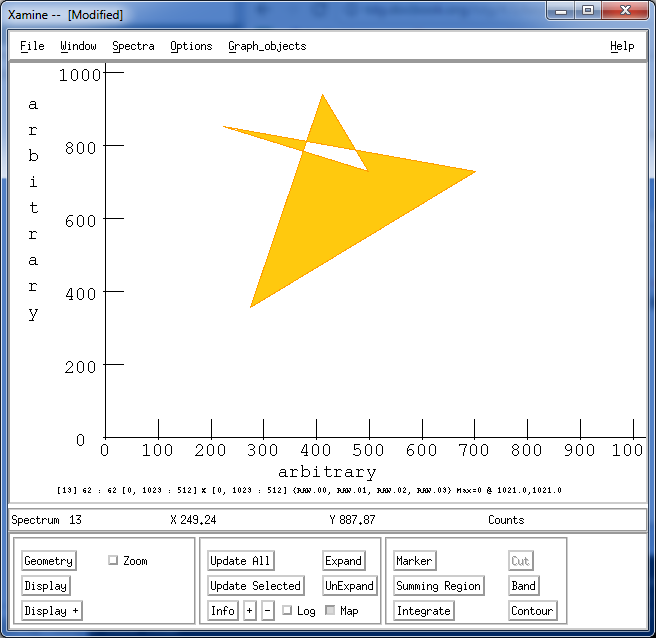 Xamine -- [Modified]
File Window Spectra Options Graph_objects Help
1000
800
600
400
200
0
arbitrary
0 100 200 300 400 500 600 700 800 900 100
arbitrary
[13] 62 : 62 [0, 1023 : 512] X [0, 1023 : 512] {RAW.00, RAW.01, RAW.02, RAW.03} Max=0 @ 1021.0,1021.0
Spectrum 13 X 249.24 Y 887.87 Counts
Geometry Zoom
Display
Display +
Update All Expand
Update Selected UnExpand
Info + - Log Map
Marker Cut
Summing Region Band
Integrate Contour